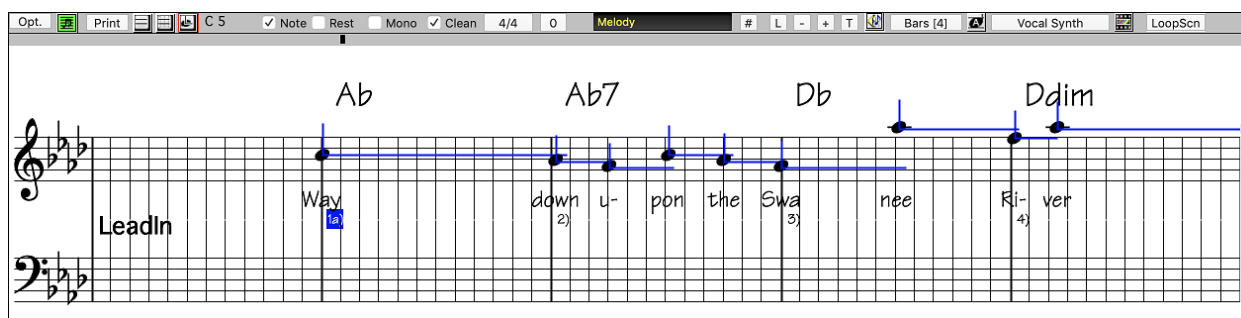 Opt. Print C 5 Note Rest Mono Clean 4/4 0 Melody # L - + T Bars [4] A Vocal Synth LoopScn
Ab Ab7 Db Ddim
Way down u- pon the Swa nee Ri- ver
LeadIn 1a) 2) 3) 4)